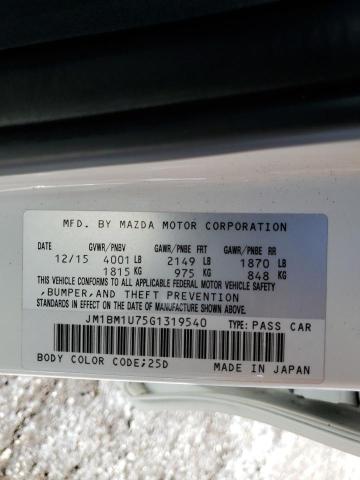 MFD. BY MAZDA MOTOR CORPORATION
DATE GVWR/PNBV GAWR/PNBE FRT GAWR/PNBE RR
12/15 4001 LB 2149 LB 1870 LB
1815 KG 975 KG 848 KG
THIS VEHICLE CONFORMS TO ALL APPLICABLE FEDERAL MOTOR VEHICLE SAFETY
,BUMPER, AND THEFT PREVENTION
STANDARDS IN EFFECT ON THE DATE OF MANUFACTURE SHOWN ABOVE.
JM1BM1U75G1319540 TYPE: PASS CAR
BODY COLOR CODE;25D MADE IN JAPAN